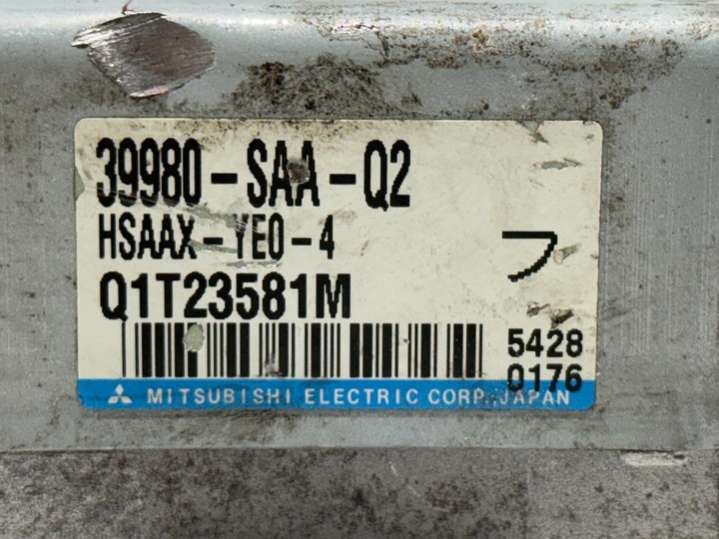 39980-SAA-Q2
HSAAX-YE0-4
フ
Q1T23581M
5428
0176
MITSUBISHI ELECTRIC CORP. JAPAN